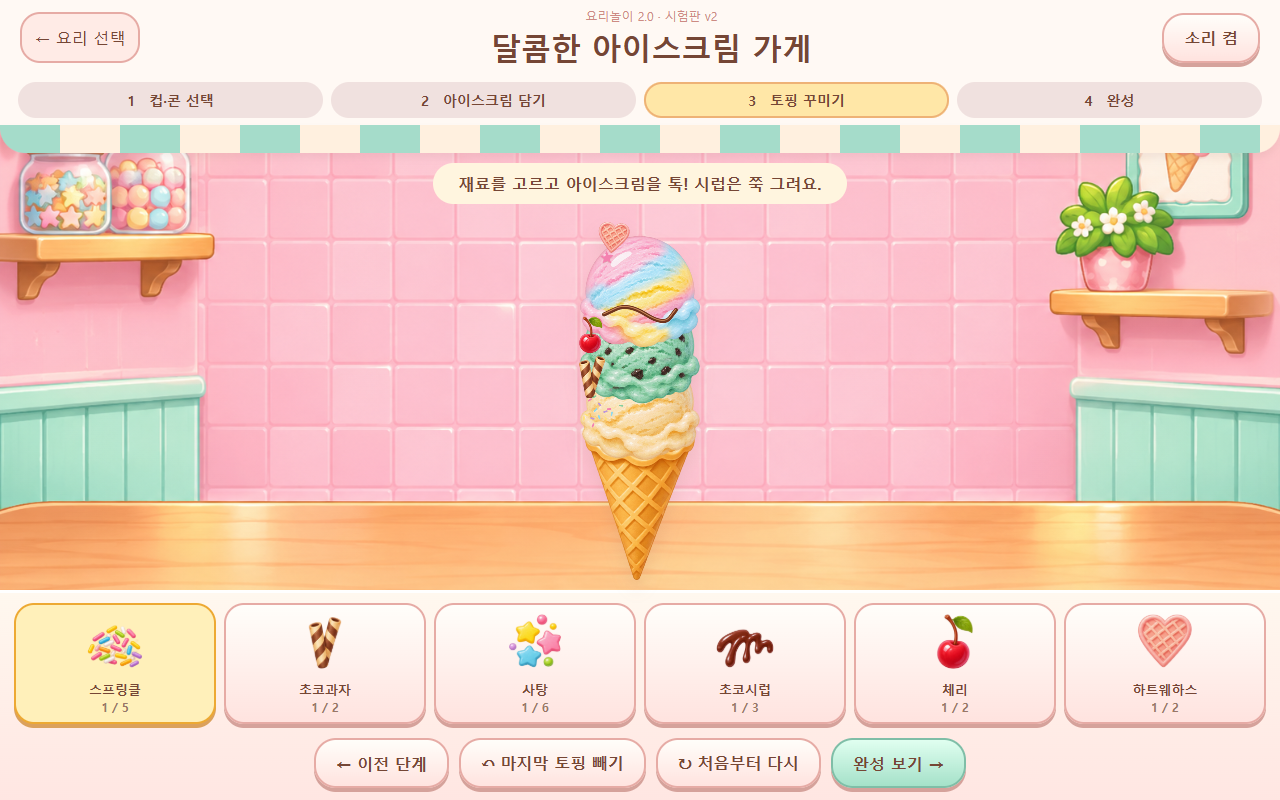 ← 요리 선택
요리놀이 2.0 · 시험판 v2
달콤한 아이스크림 가게
소리 켬
1 컵·콘 선택
2 아이스크림 담기
3 토핑 꾸미기
4 완성
재료를 고르고 아이스크림을 톡! 시럽은 쭉 그려요.
스프링클
1 / 5
초코과자
1 / 2
사탕
1 / 6
초코시럽
1 / 3
체리
1 / 2
하트웨하스
1 / 2
← 이전 단계
↶ 마지막 토핑 빼기
↻ 처음부터 다시
완성 보기 →